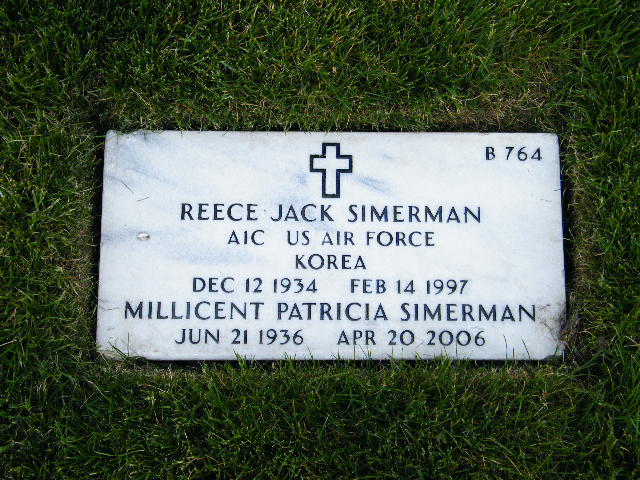 B 764
REECE JACK SIMERMAN
A1C US AIR FORCE
KOREA
DEC 12 1934 FEB 14 1997
MILLICENT PATRICIA SIMERMAN
JUN 21 1936 APR 20 2006